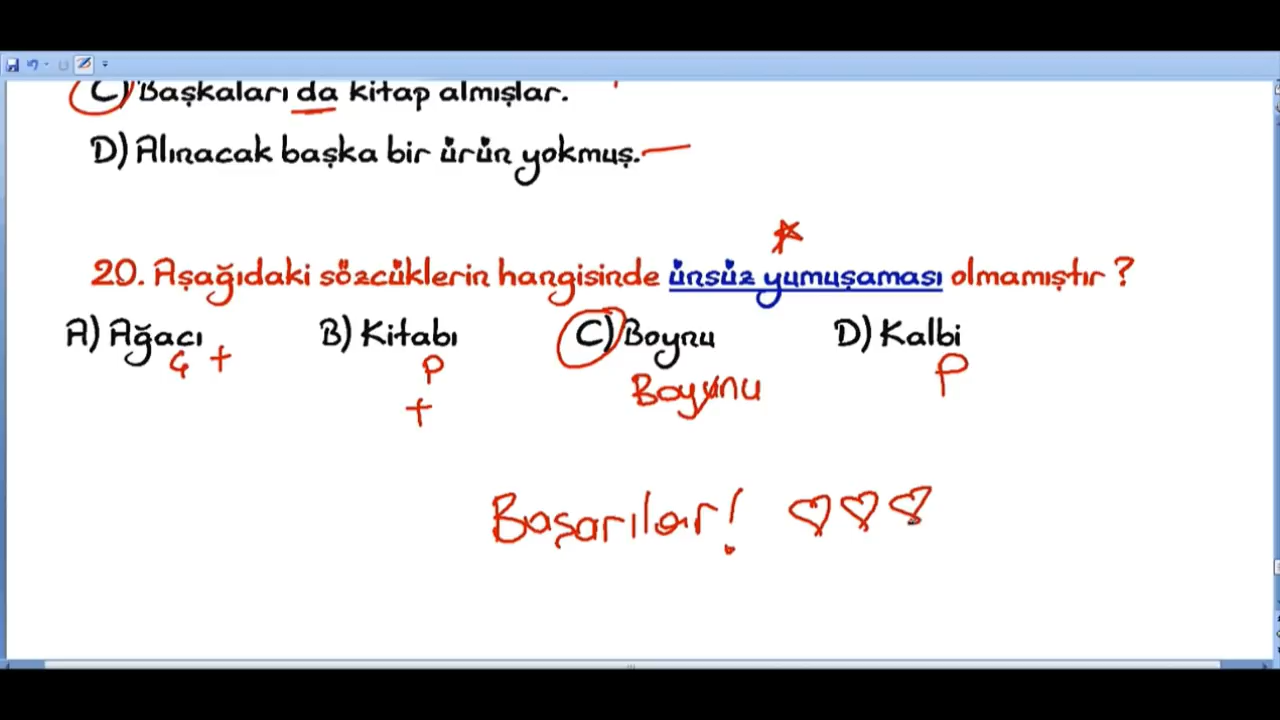 C) Başkaları da kitap almışlar.
D) Alınacak başka bir ürün yokmuş.
20. Aşağıdaki sözcüklerin hangisinde ünsüz yumuşaması olmamıştır ?
A) Ağacı B) Kitabı C) Boynu D) Kalbi
ç + p Boyunu p
+
Başarılar!